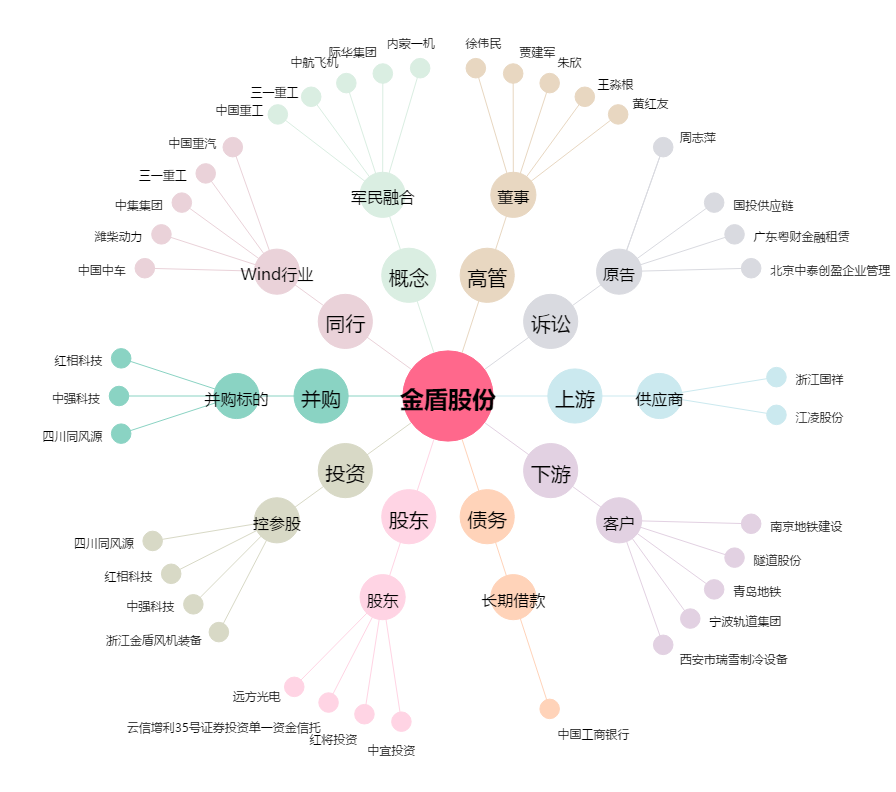 内蒙一机
徐伟民
际华集团
贾建军
中航飞机
朱欣
三一重工
王淼根
中国重工
黄红友
中国重汽
周志萍
三一重工
军民融合
董事
中集集团
国投供应链
潍柴动力
广东粤财金融租赁
中国中车
Wind行业
概念
高管
原告
北京中泰创盈企业管理
同行
诉讼
红相科技
浙江国祥
中强科技
并购标的
并购
金盾股份
上游
供应商
江凌股份
四川同风源
投资
下游
控参股
股东
债务
客户
南京地铁建设
四川同风源
隧道股份
红相科技
青岛地铁
中强科技
股东
长期借款
宁波轨道集团
浙江金盾风机装备
西安市瑞雪制冷设备
远方光电
云信增利35号证券投资单一资金信托
红将投资
中国工商银行
中宜投资